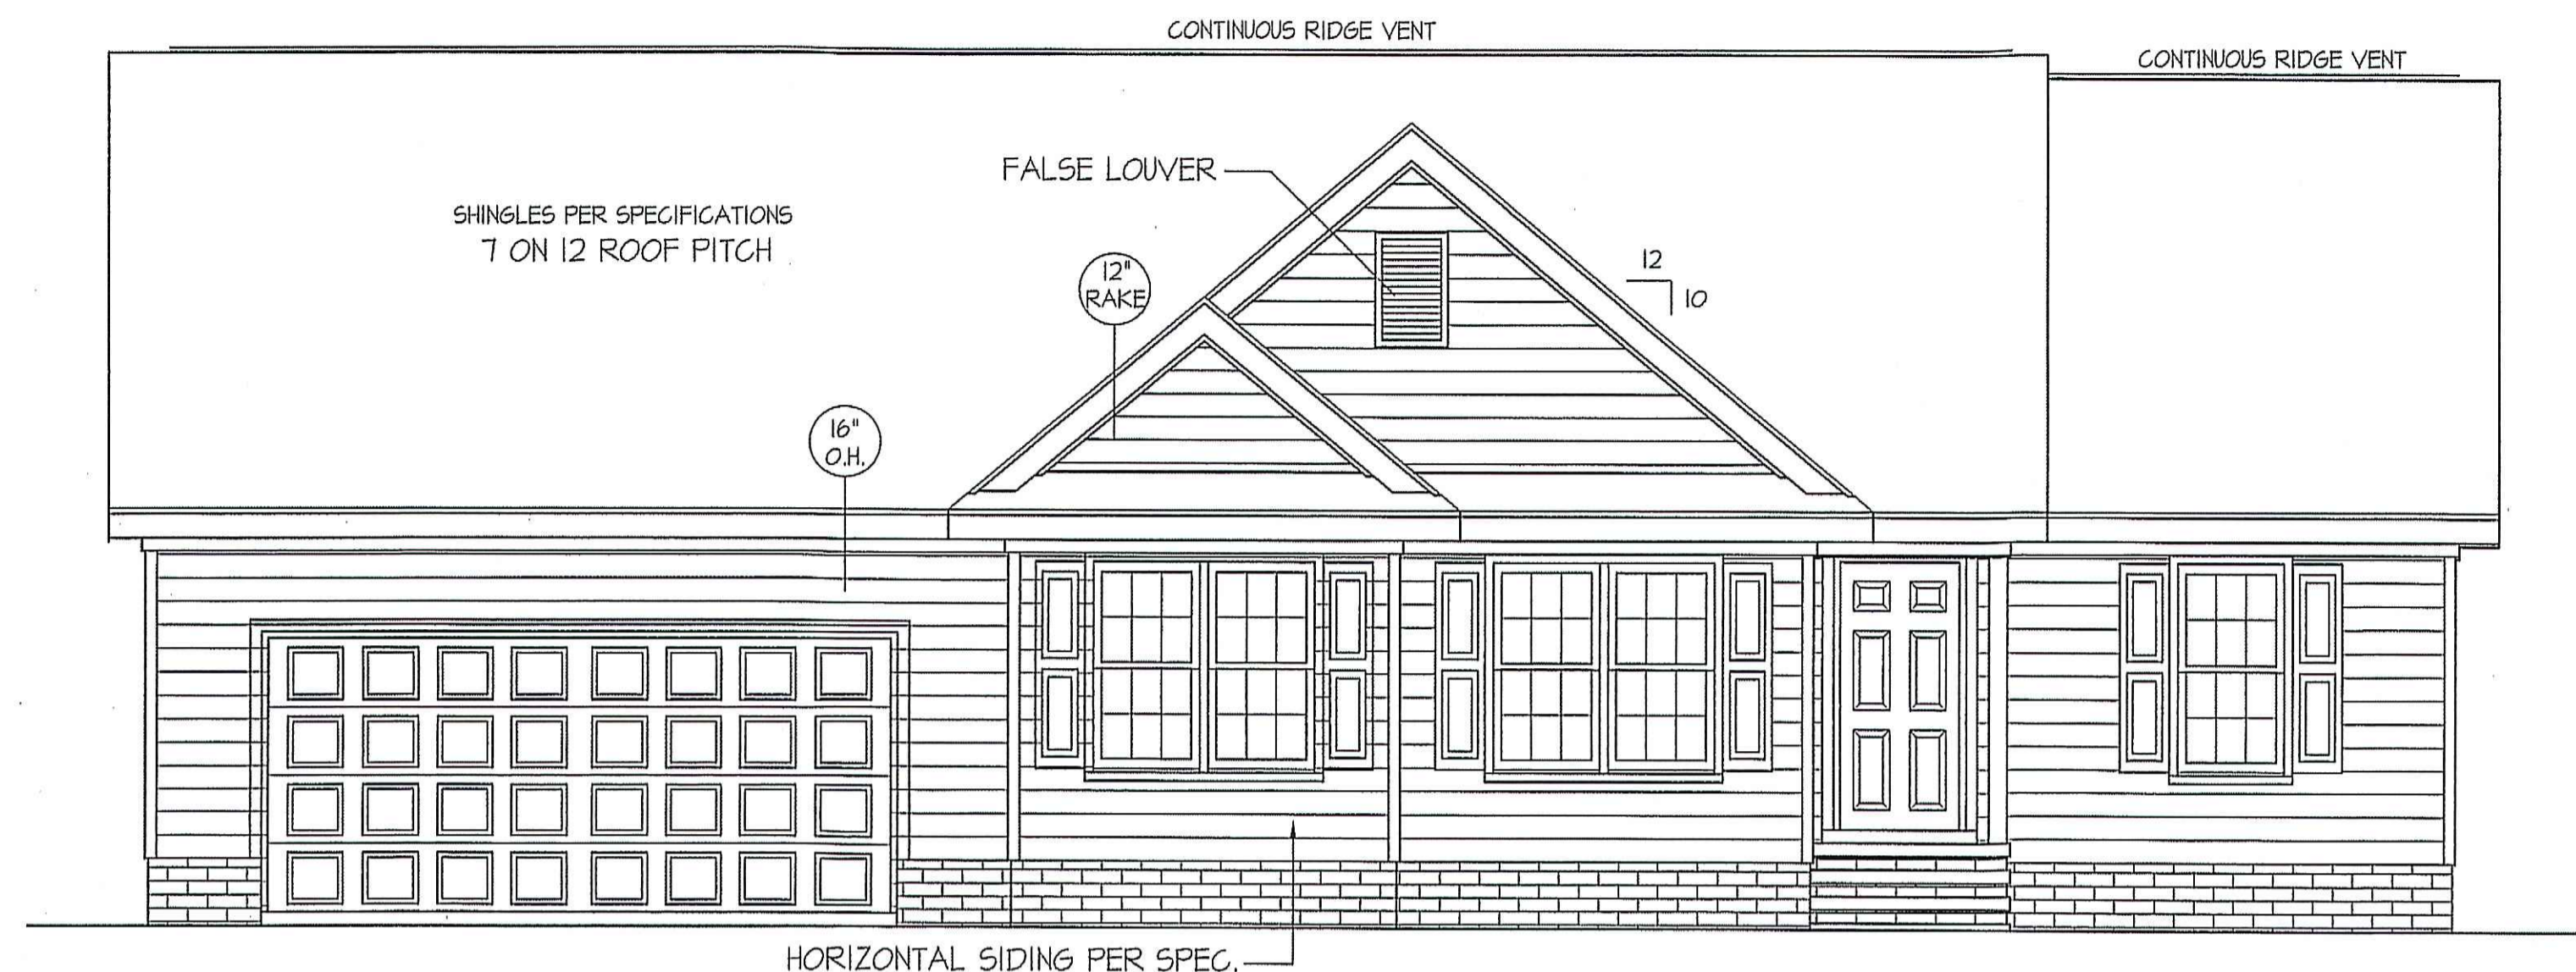 CONTINUOUS RIDGE VENT
CONTINUOUS RIDGE VENT
FALSE LOUVER
SHINGLES PER SPECIFICATIONS
7 ON 12 ROOF PITCH
12"
RAKE
12
10
16"
O.H.
HORIZONTAL SIDING PER SPEC.